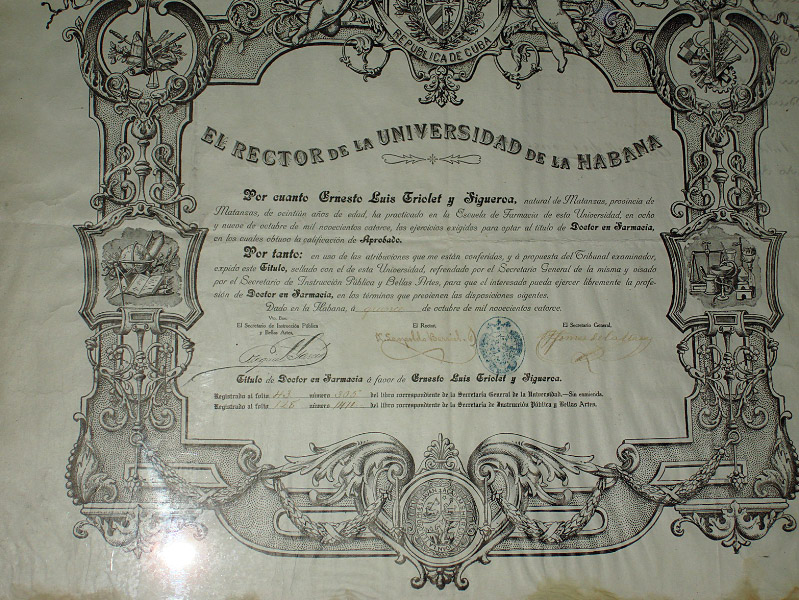 REPUBLICA DE CUBA
EL RECTOR DE LA UNIVERSIDAD DE LA HABANA
Por cuanto Ernesto Luis Triolet y Figueroa, natural de Matanzas, provincia de
Matanzas, de veintiún años de edad, ha practicado en la Escuela de Farmacia de esta Universidad, en ocho
y nueve de octubre de mil novecientos catorce, los ejercicios exigidos para optar al título de Doctor en Farmacia,
en los cuales obtuvo la calificación de Aprobado.
Por tanto: en uso de las atribuciones que me están conferidas, y á propuesta del Tribunal examinador,
expido este Título, sellado con el de esta Universidad, refrendado por el Secretario General de la misma y visado
por el Secretario de Instrucción Pública y Bellas Artes, para que el interesado pueda ejercer libremente la profe-
sión de Doctor en Farmacia, en los términos que previenen las disposiciones vigentes.
Dado en la Habana, á quince de octubre de mil novecientos catorce.
Vto. Bno.
El Secretario de Instrucción Pública El Rector, El Secretario General,
y Bellas Artes,
Título de Doctor en Farmacia á favor de Ernesto Luis Triolet y Figueroa.
Registrado al folio 43 número 305 del libro correspondiente de la Secretaría General de la Universidad.—Sin enmienda.
Registrado al folio 128 número 1411 del libro correspondiente de la Secretaría de Instrucción Pública y Bellas Artes.